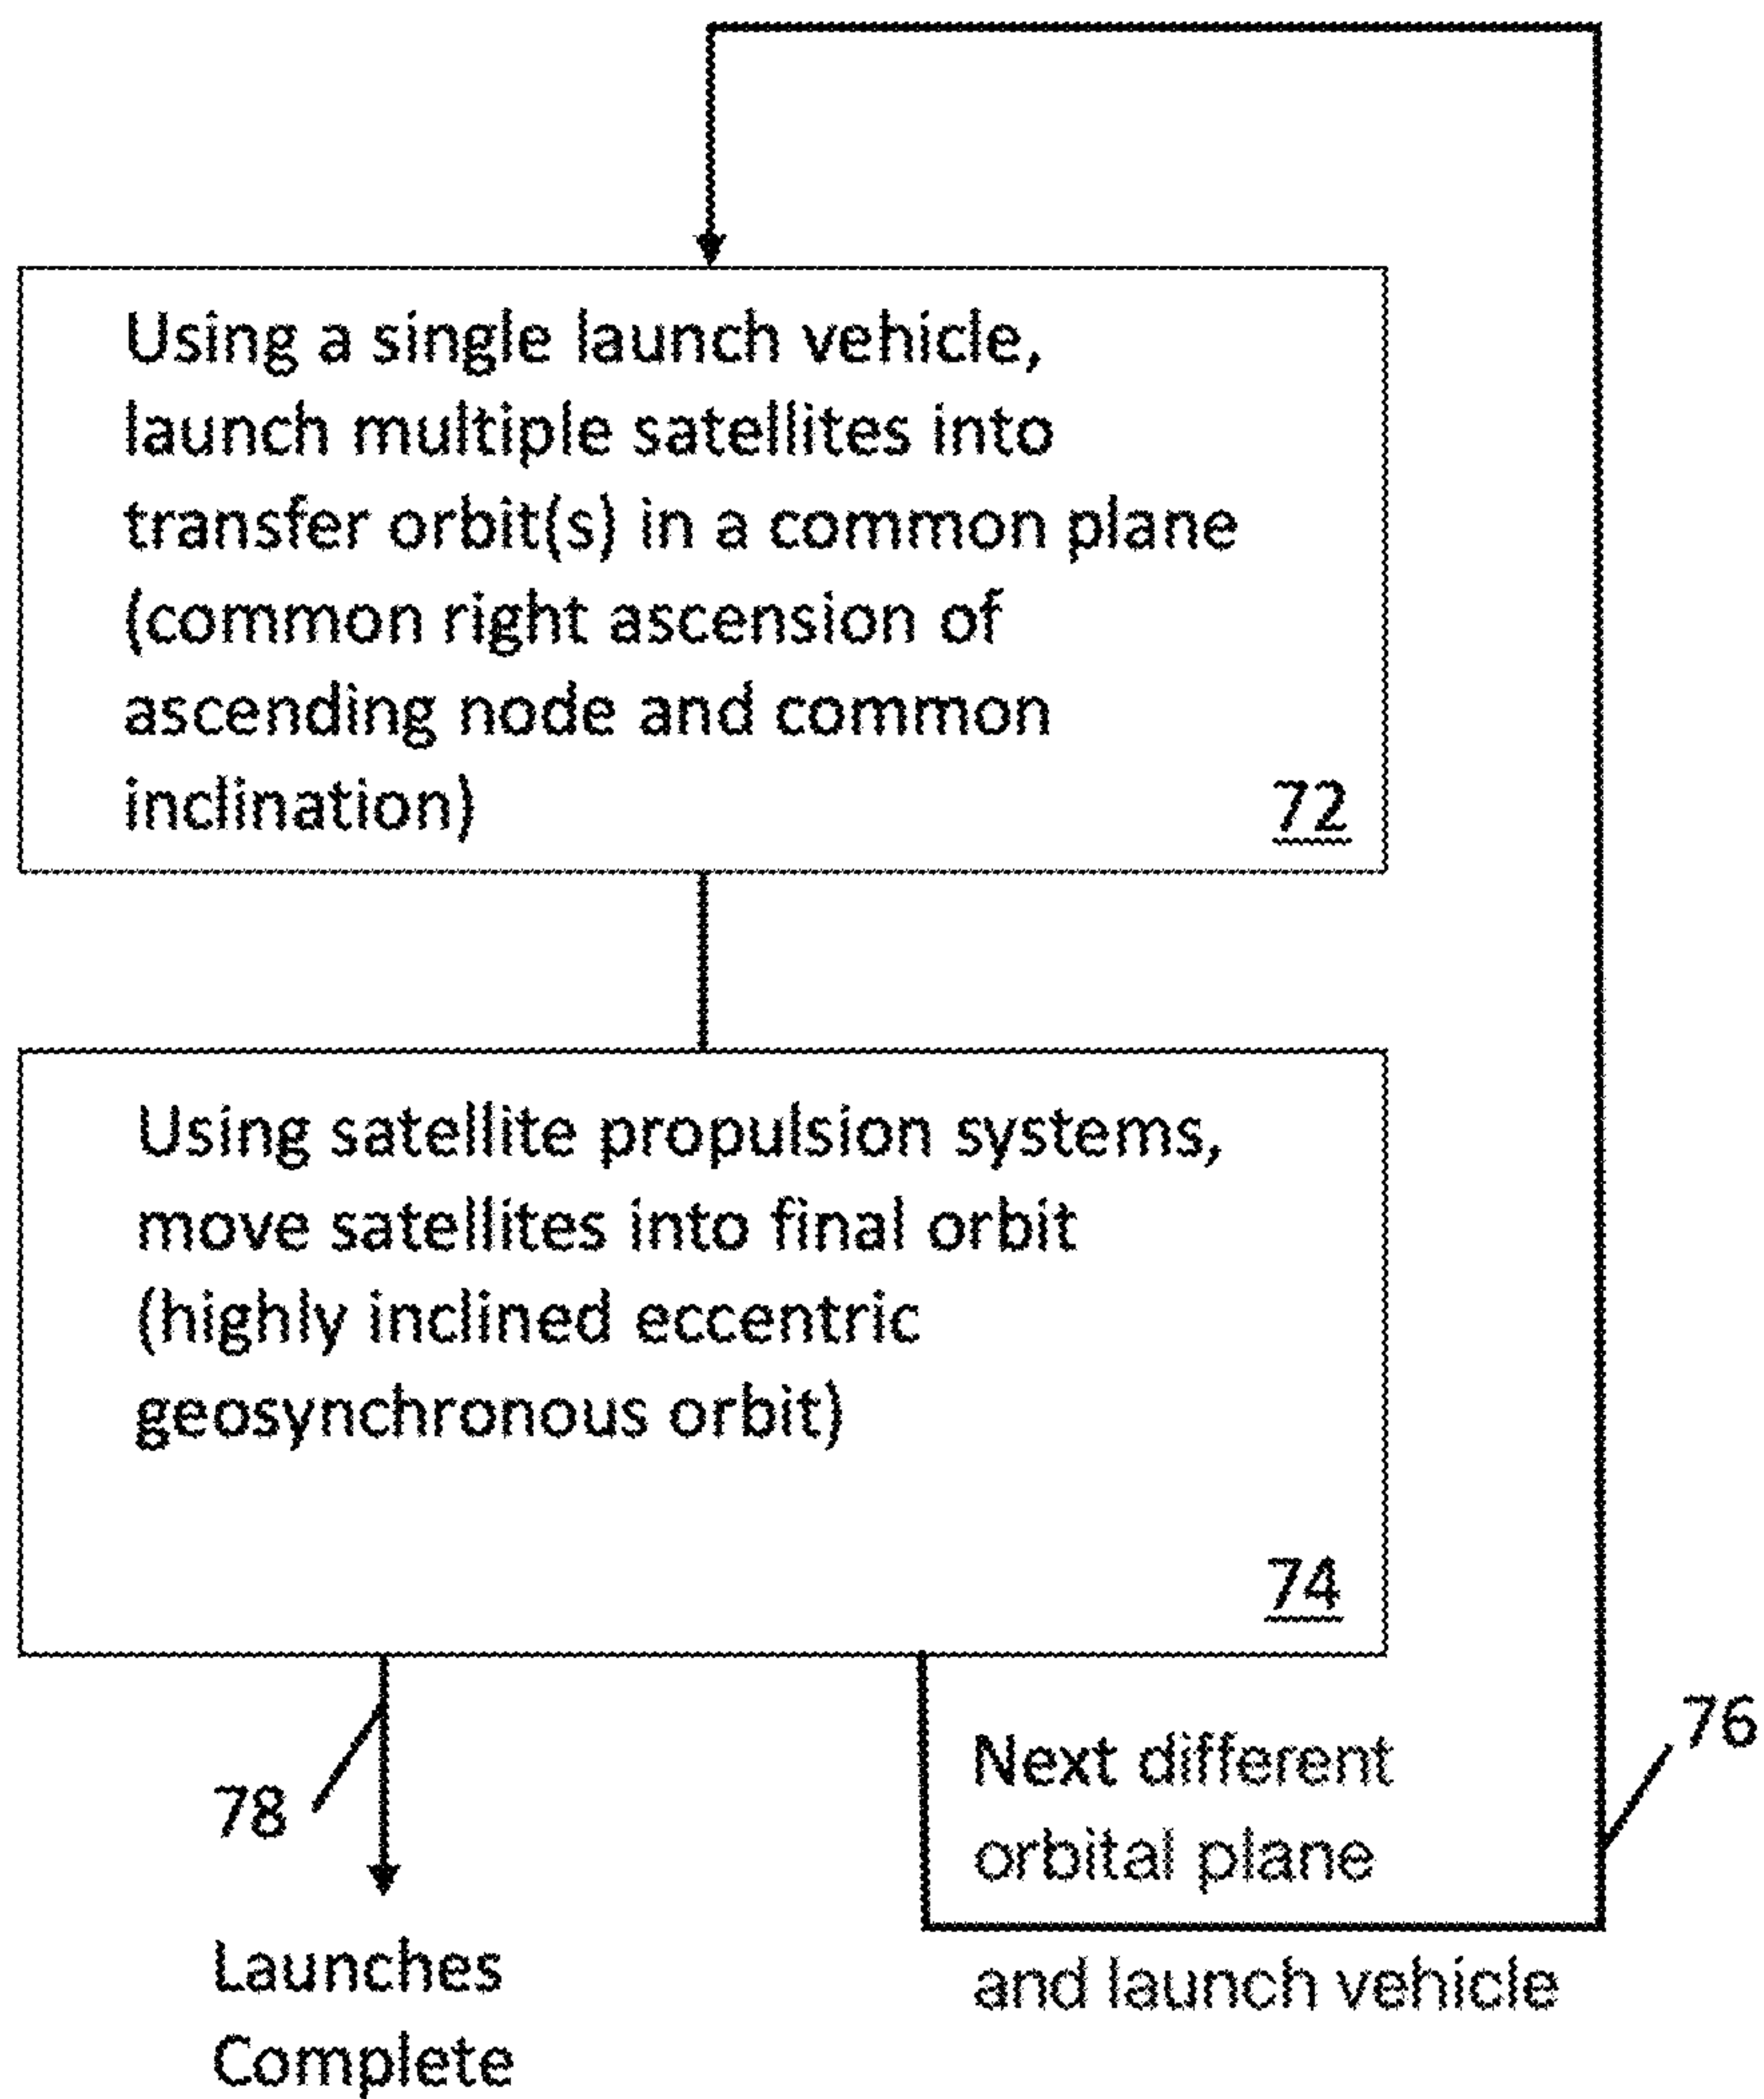 Using a single launch vehicle,
launch multiple satellites into
transfer orbit(s) in a common plane
(common right ascension of
ascending node and common
inclination)
72
Using satellite propulsion systems,
move satellites into final orbit
(highly inclined eccentric
geosynchronous orbit)
74
76
78
Next different
orbital plane
and launch vehicle
Launches
Complete